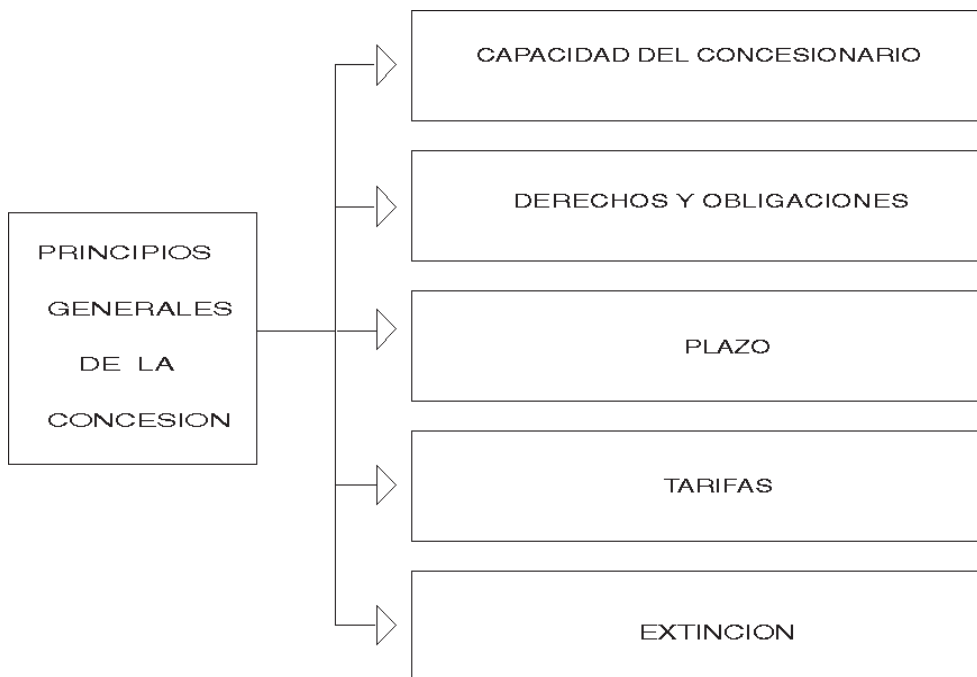 PRINCIPIOS
GENERALES
DE LA
CONCESION
CAPACIDAD DEL CONCESIONARIO
DERECHOS Y OBLIGACIONES
PLAZO
TARIFAS
EXTINCION